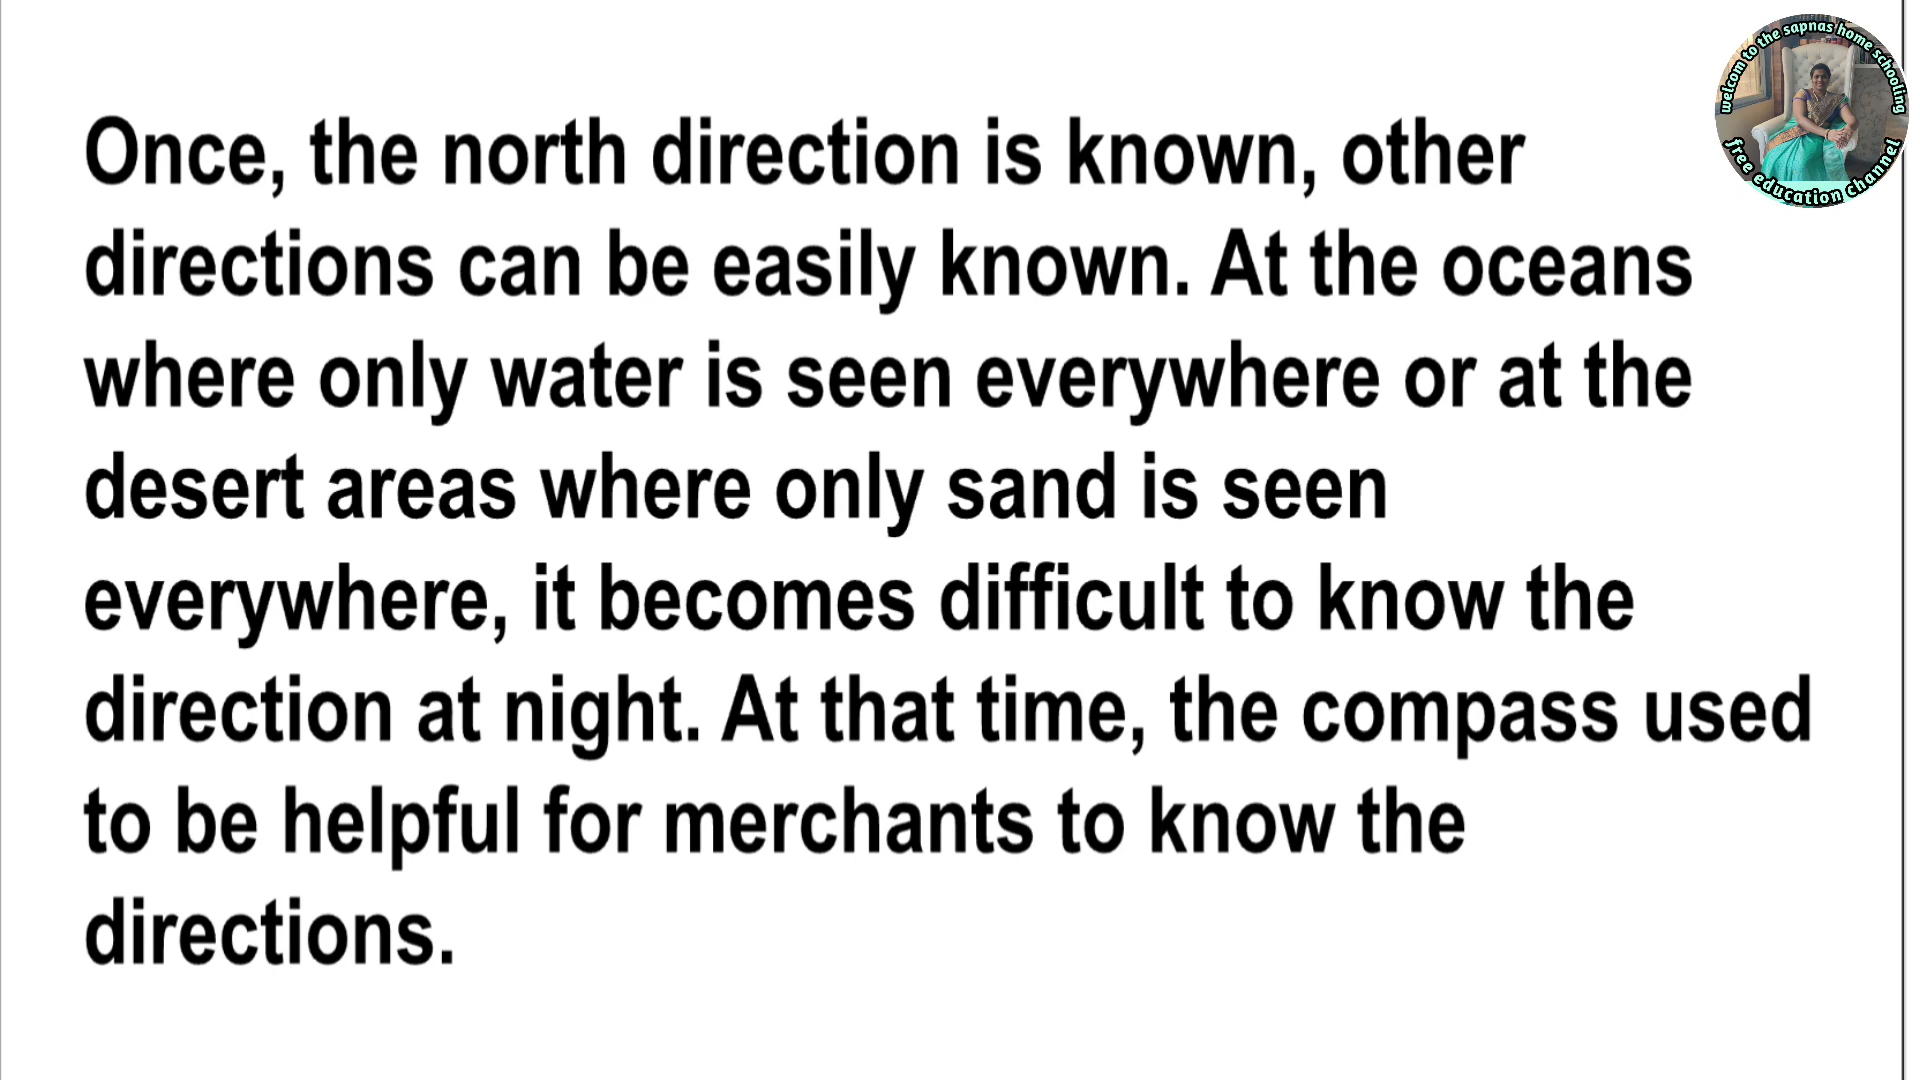 Once, the north direction is known, other
directions can be easily known. At the oceans
where only water is seen everywhere or at the
desert areas where only sand is seen
everywhere, it becomes difficult to know the
direction at night. At that time, the compass used
to be helpful for merchants to know the
directions.
welcom to the sapnas home schooling
free education channel